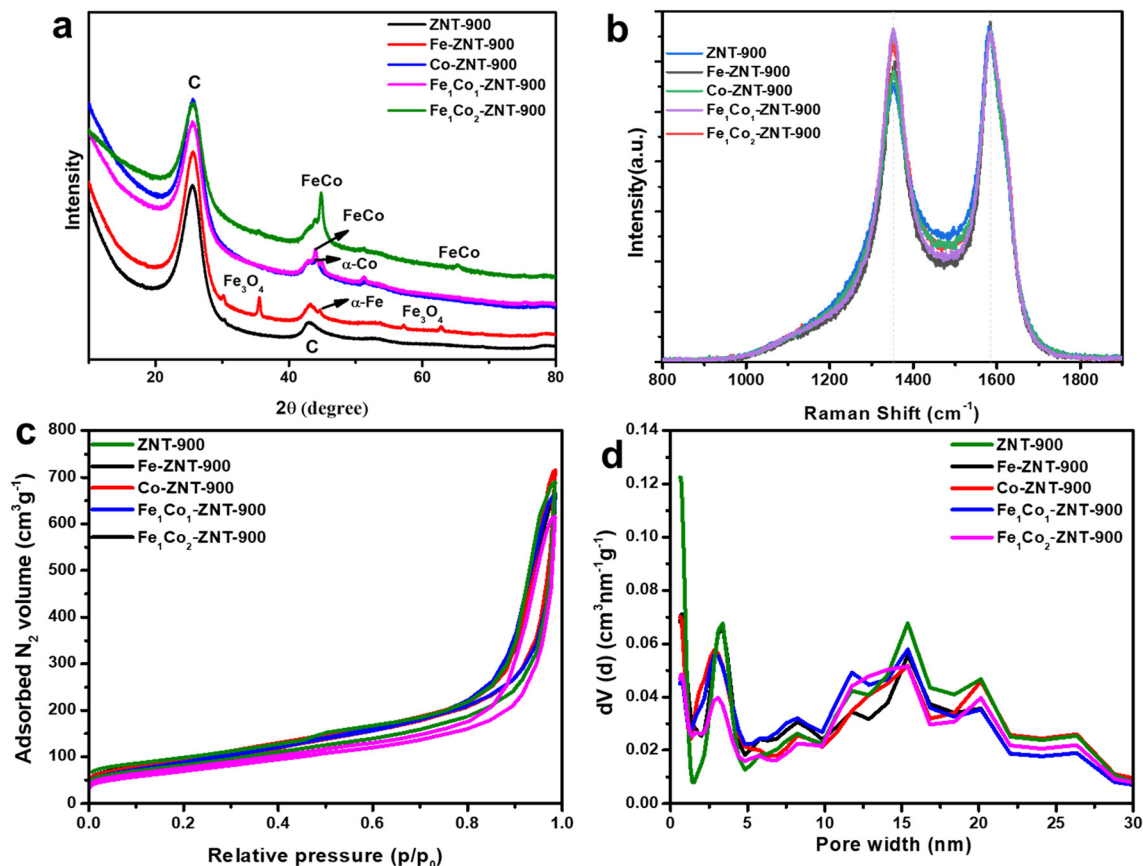 a
ZNT-900
Fe-ZNT-900
Co-ZNT-900
Fe₁Co₁-ZNT-900
Fe₁Co₂-ZNT-900
C
FeCo
FeCo
FeCo
α-Co
Fe₃O₄
α-Fe
Fe₃O₄
C
Intensity
20 40 60 80
2θ (degree)
b
ZNT-900
Fe-ZNT-900
Co-ZNT-900
Fe₁Co₁-ZNT-900
Fe₁Co₂-ZNT-900
Intensity(a.u.)
800 1000 1200 1400 1600 1800
Raman Shift (cm⁻¹)
c
ZNT-900
Fe-ZNT-900
Co-ZNT-900
Fe₁Co₁-ZNT-900
Fe₁Co₂-ZNT-900
Adsorbed N₂ volume (cm³g⁻¹)
800
700
600
500
400
300
200
100
0
0.0 0.2 0.4 0.6 0.8 1.0
Relative pressure (p/p₀)
d
ZNT-900
Fe-ZNT-900
Co-ZNT-900
Fe₁Co₁-ZNT-900
Fe₁Co₂-ZNT-900
dV (d) (cm³nm⁻¹g⁻¹)
0.14
0.12
0.10
0.08
0.06
0.04
0.02
0.00
0 5 10 15 20 25 30
Pore width (nm)